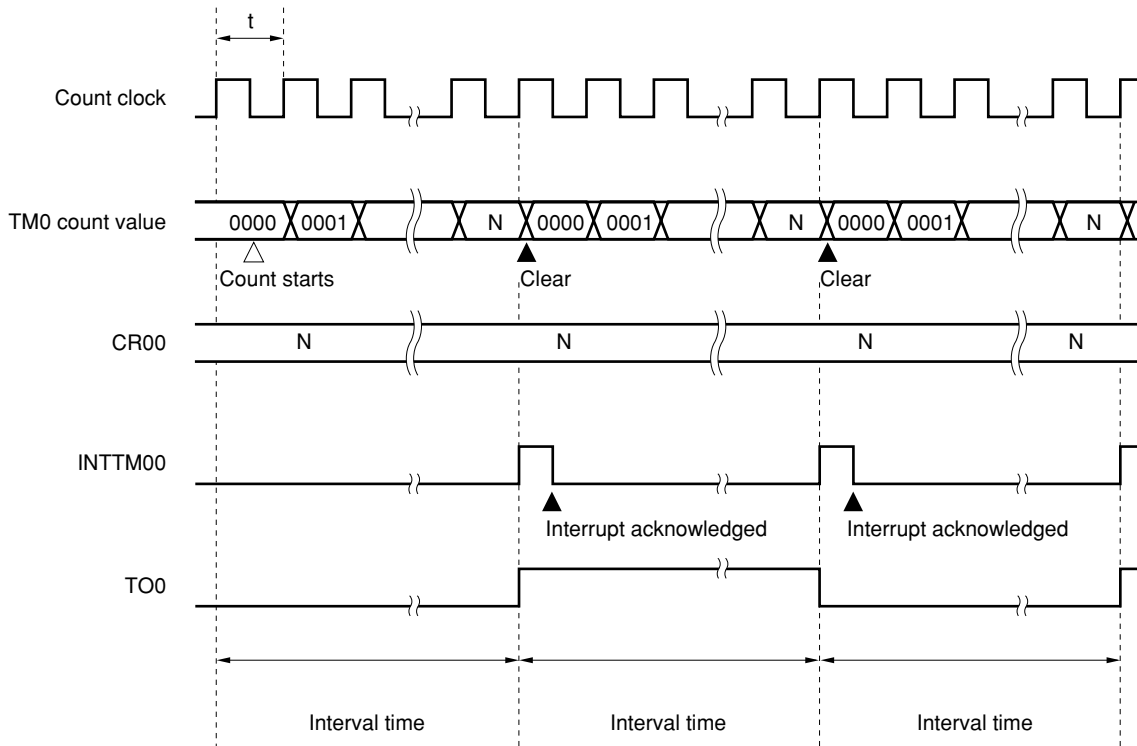 t
Count clock
TM0 count value 0000 0001 N 0000 0001 N 0000 0001 N
Count starts Clear Clear
CR00 N N N N
INTTM00
Interrupt acknowledged Interrupt acknowledged
TO0
Interval time Interval time Interval time